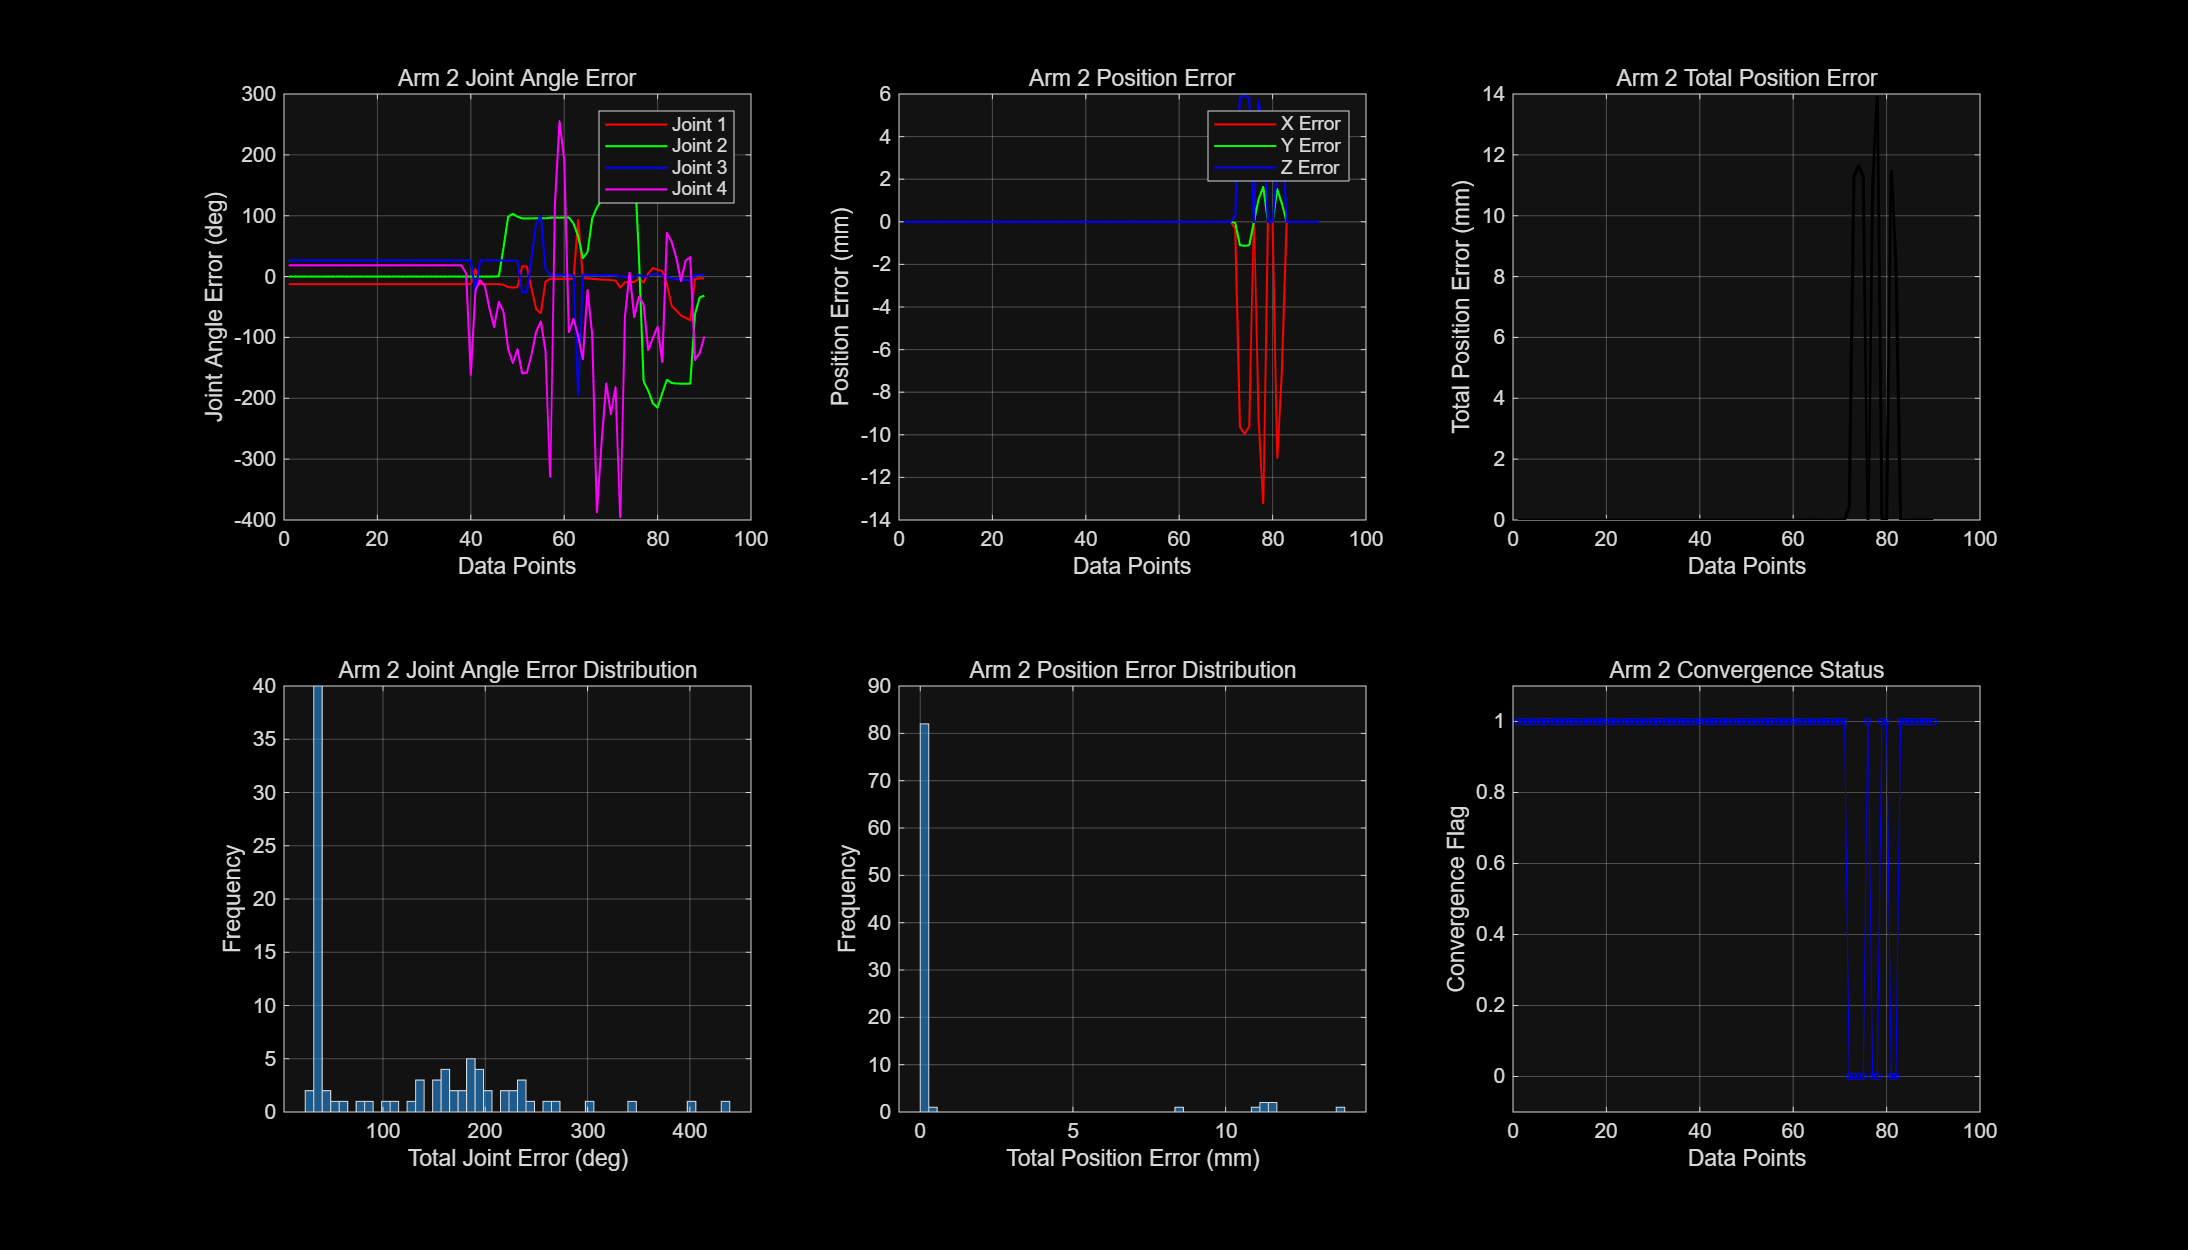 Arm 2 Joint Angle Error
300
200
100
0
-100
-200
-300
-400
Joint Angle Error (deg)
Joint 1
Joint 2
Joint 3
Joint 4
0 20 40 60 80 100
Data Points
Arm 2 Position Error
6
4
2
0
-2
-4
-6
-8
-10
-12
-14
Position Error (mm)
X Error
Y Error
Z Error
0 20 40 60 80 100
Data Points
Arm 2 Total Position Error
14
12
10
8
6
4
2
0
Total Position Error (mm)
0 20 40 60 80 100
Data Points
Arm 2 Joint Angle Error Distribution
40
35
30
25
20
15
10
5
0
Frequency
100 200 300 400
Total Joint Error (deg)
Arm 2 Position Error Distribution
90
80
70
60
50
40
30
20
10
0
Frequency
0 5 10
Total Position Error (mm)
Arm 2 Convergence Status
1
0.8
0.6
0.4
0.2
0
Convergence Flag
0 20 40 60 80 100
Data Points